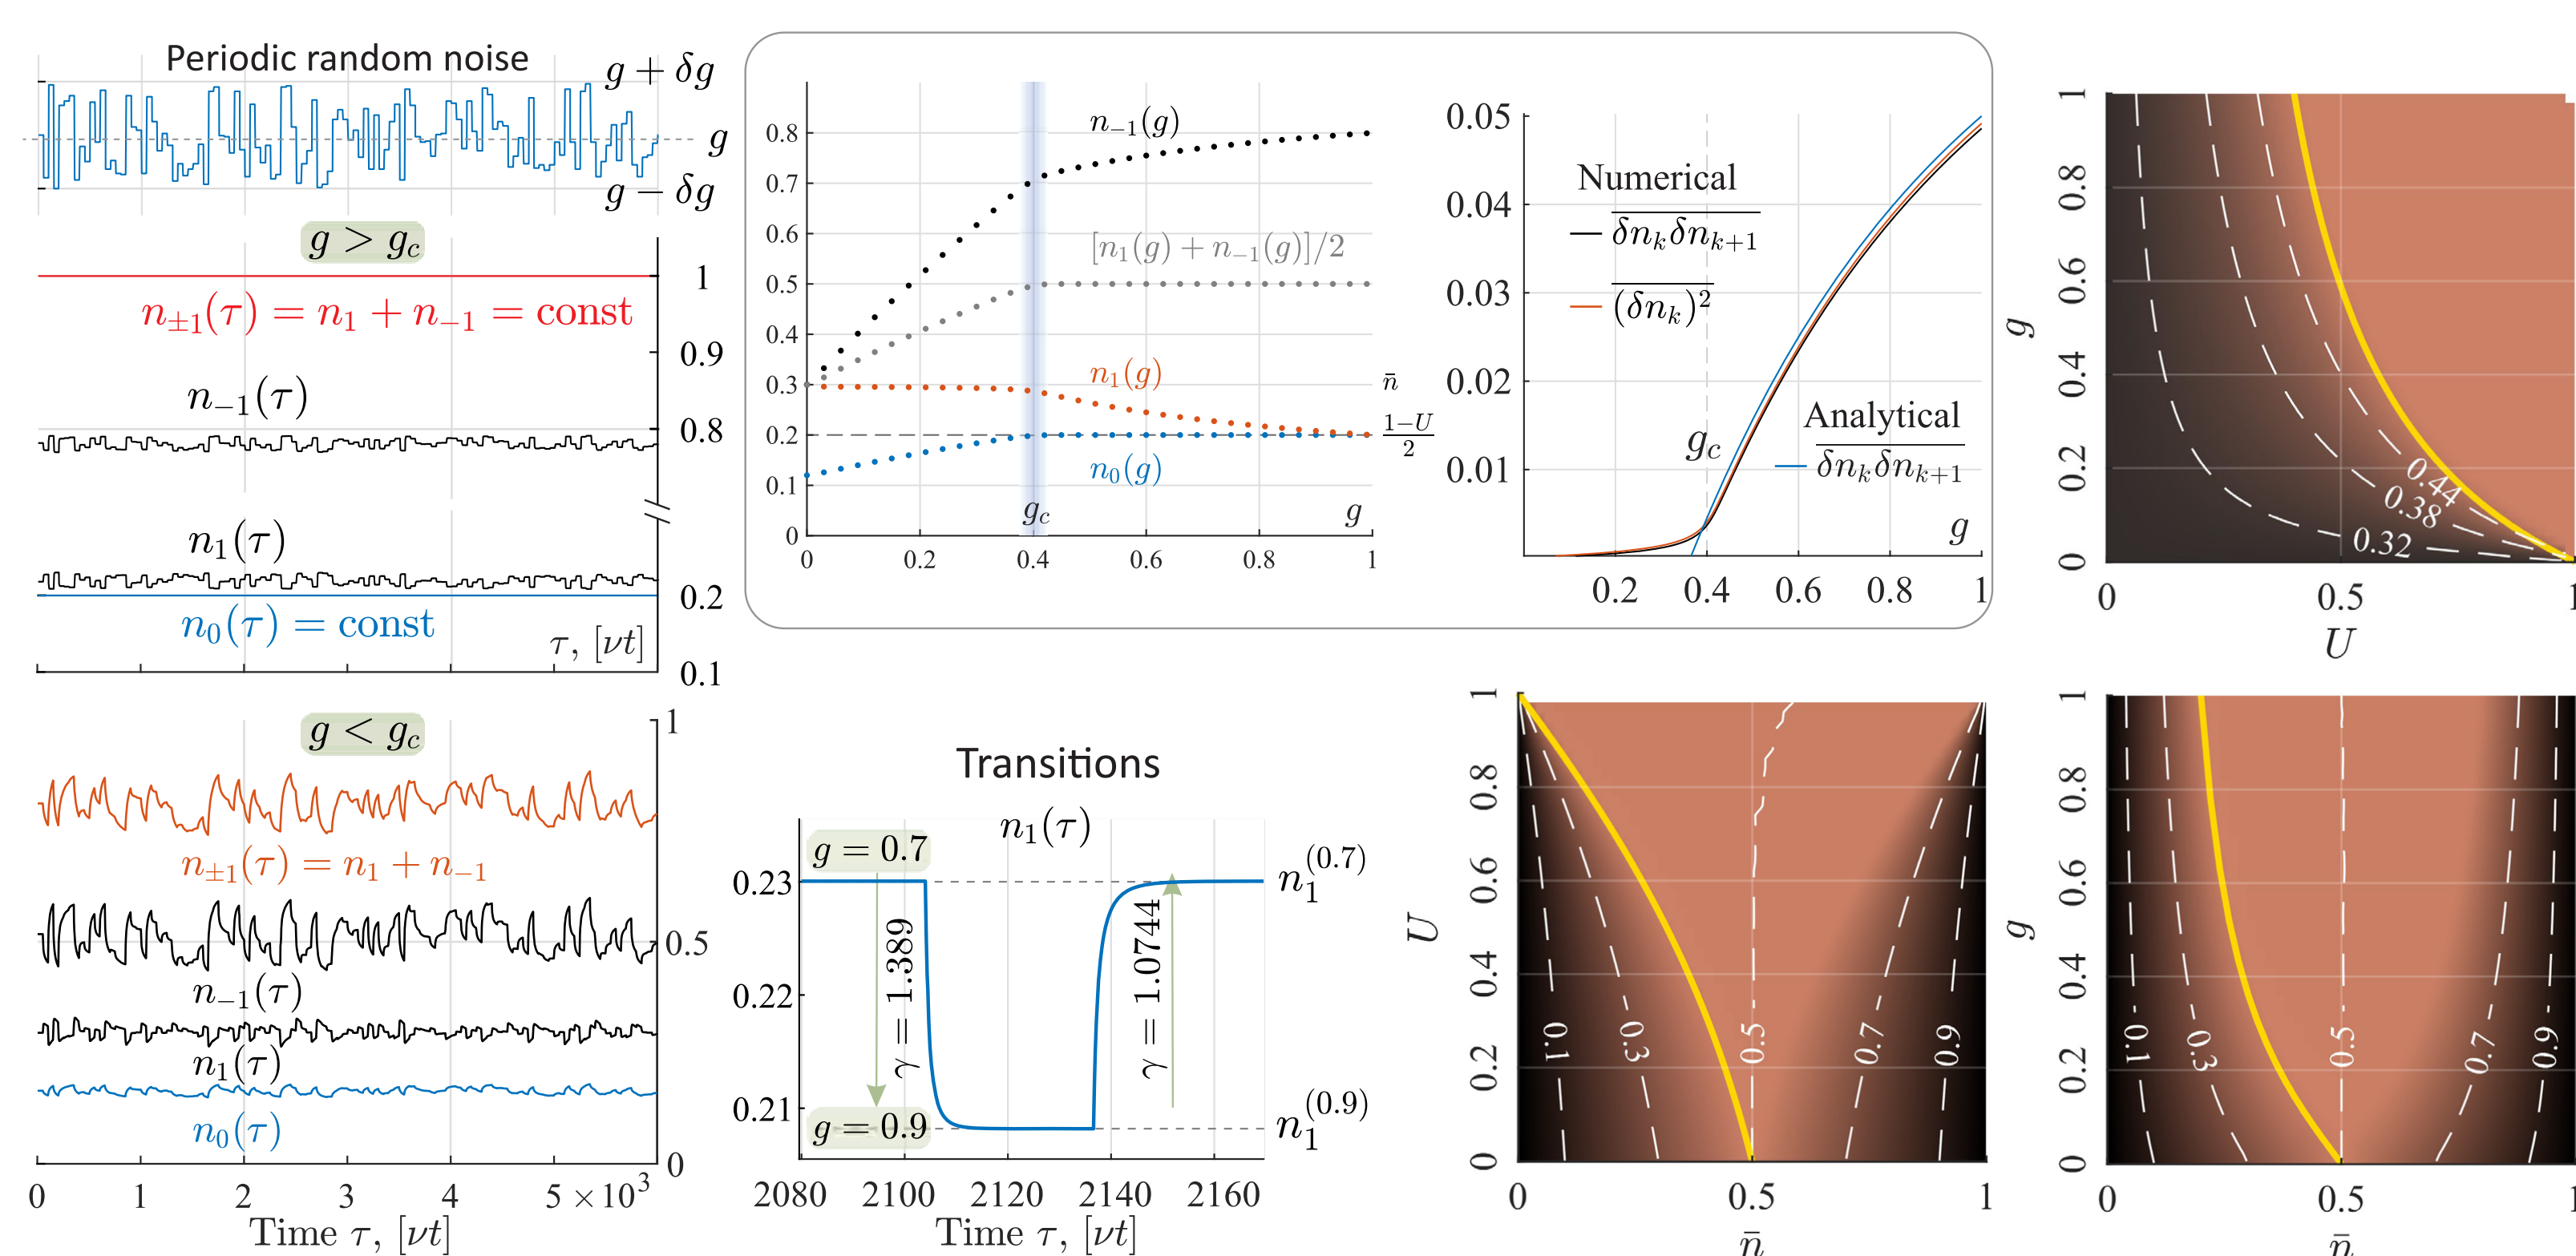 Periodic random noise
g + δg
g
g − δg
g > g_c
1
n_{±1}(τ) = n_1 + n_{−1} = const
0.9
n_{−1}(τ)
0.8
n_1(τ)
0.2
n_0(τ) = const
τ, [νt]
0.1
g < g_c
1
n_{±1}(τ) = n_1 + n_{−1}
0.5
n_{−1}(τ)
n_1(τ)
n_0(τ)
0
0 1 2 3 4 5 ×10^3
Time τ, [νt]
0.8
0.7
0.6
0.5
0.4
0.3
0.2
0.1
0
n_{−1}(g)
[n_1(g) + n_{−1}(g)]/2
n_1(g)
n̄
1−U
2
n_0(g)
g_c
g
0 0.2 0.4 0.6 0.8 1
0.05
0.04
0.03
0.02
0.01
Numerical
δn_kδn_{k+1}
(δn_k)^2
Analytical
δn_kδn_{k+1}
g_c
g
0.2 0.4 0.6 0.8 1
1
0.8
0.6
0.4
0.2
0
g
0.44
0.38
0.32
0 0.5 1
U
Transitions
n_1(τ)
g = 0.7
0.23
n_1^{(0.7)}
γ = 1.389
γ = 1.0744
0.22
0.21
g = 0.9
n_1^{(0.9)}
2080 2100 2120 2140 2160
Time τ, [νt]
1
0.8
0.6
0.4
0.2
0
U
0.1 0.3 0.5 0.7 0.9
0 0.5 1
n̄
1
0.8
0.6
0.4
0.2
0
g
0.1 0.3 0.5 0.7 0.9
0 0.5 1
n̄